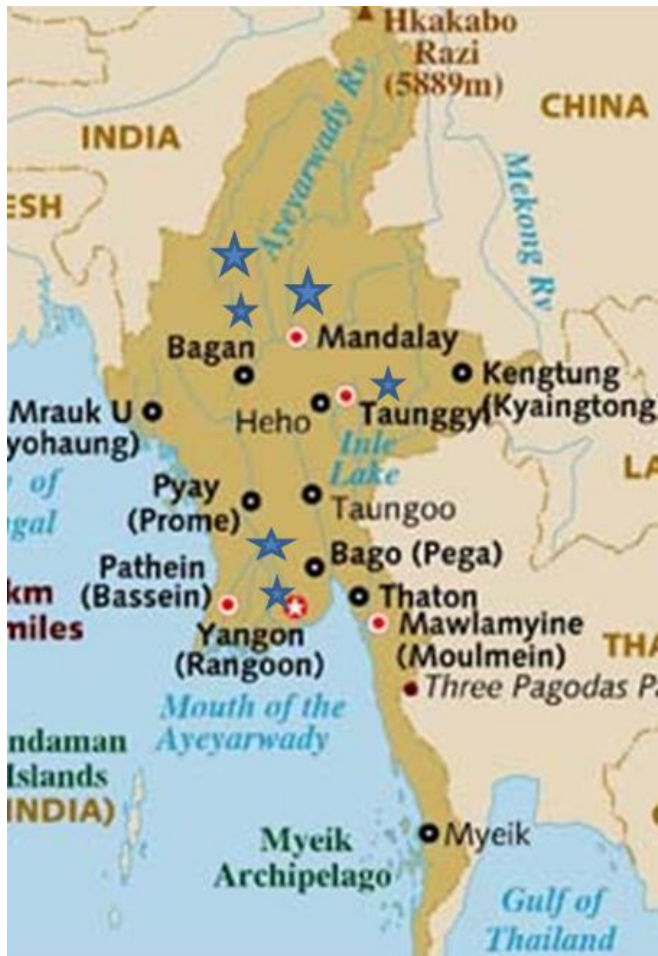 Hkakabo
Razi
(5889m)
CHINA
INDIA
Ayeyarwady Rv
Mekong Rv
ESH
Mandalay
Bagan
Kengtung
(Kyaingtong
Mrauk U
yohaung)
Heho
Taunggyi
Inle
Lake
LA
y of
gal
Pyay
(Prome)
Taungoo
Bago (Pega)
Pathein
(Bassein)
km
miles
Thaton
Yangon
(Rangoon)
Mawlamyine
(Moulmein)
THA
Three Pagodas Pa
Mouth of the
Ayeyarwady
ndaman
Islands
INDIA)
Myeik
Archipelago
Myeik
Gulf of
Thailand